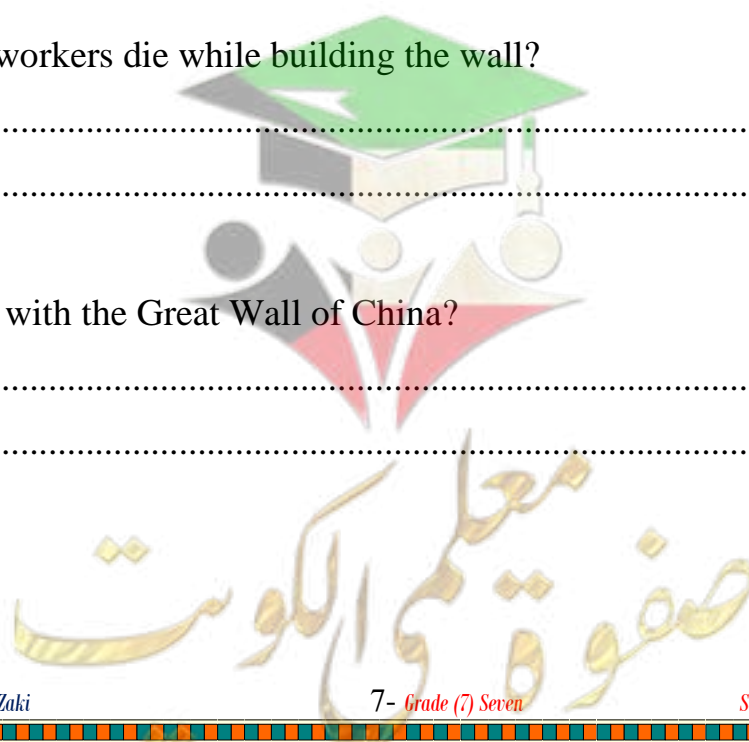 workers die while building the wall?
..........................................................................................
..........................................................................................
with the Great Wall of China?
..........................................................................................
..........................................................................................
صفوة معلمى الكويت
Zaki 7- Grade (7) Seven S